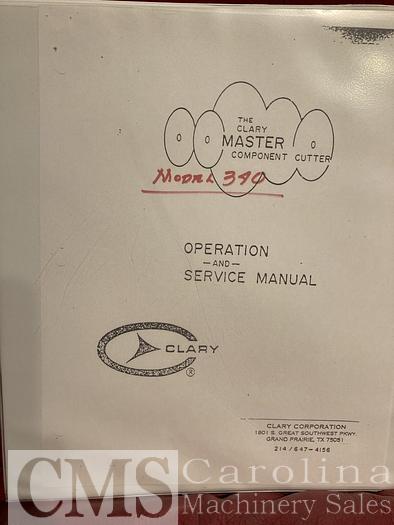 THE
CLARY
MASTER
COMPONENT CUTTER
MODEL 340
OPERATION
—AND—
SERVICE MANUAL
CLARY
®
CLARY CORPORATION
1801 S. GREAT SOUTHWEST PKWY.
GRAND PRAIRIE, TX 75051
214/647-4156
CMS Carolina
Machinery Sales